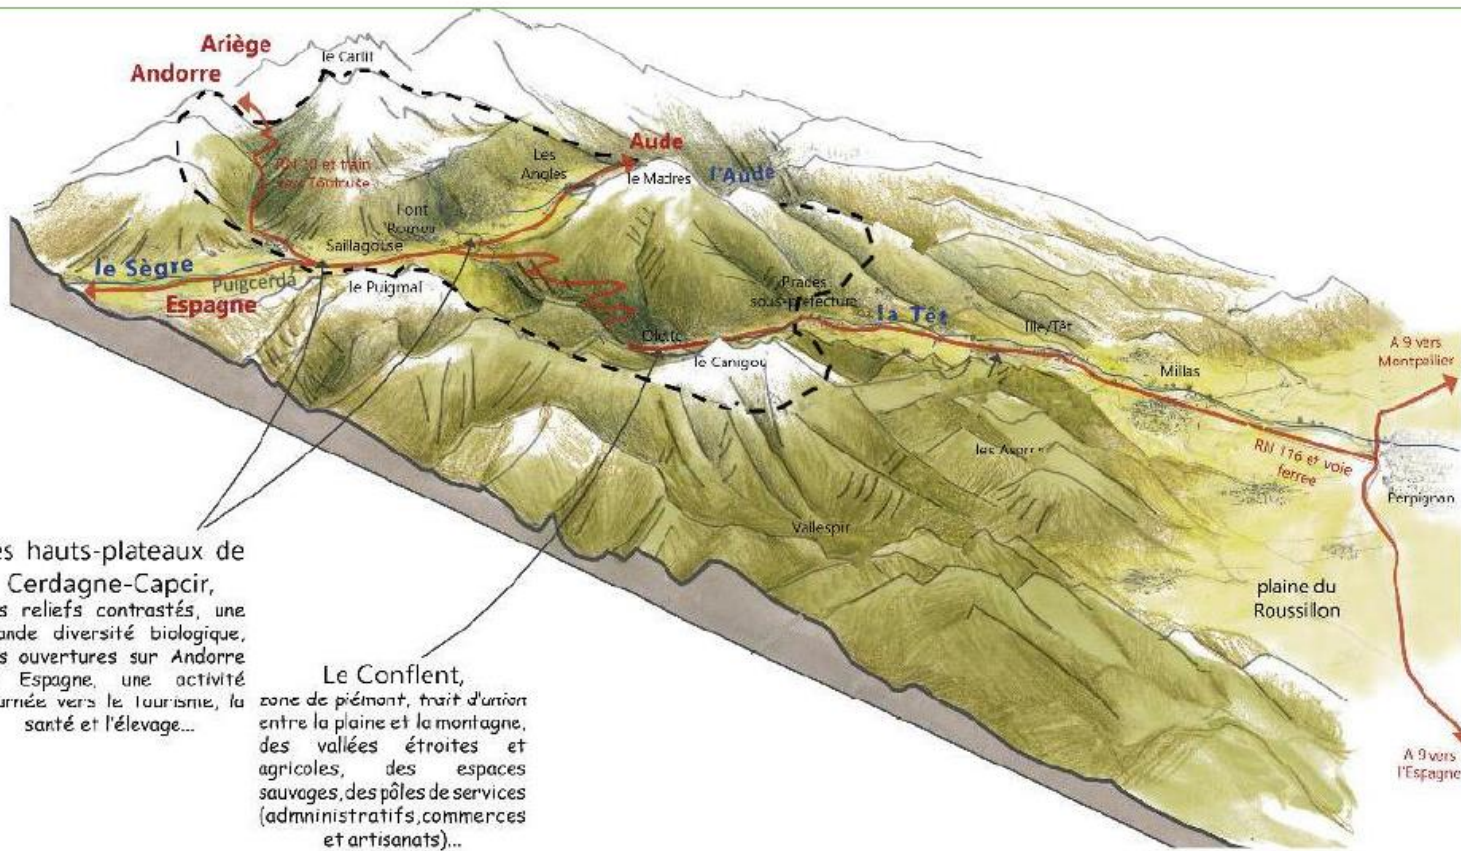 Ariège
Andorre
le Carlit
Aude
Les
Angles
le Madres
l'Aude
RN 20 et train
vers Toulouse
Font
Romeu
Saillagouse
le Sègre
Puigcerda
Espagne
le Puigmal
Prades
sous-préfecture
la Têt
Ille/Têt
Olette
le Canigou
Millas
A 9 vers
Montpellier
RN 116 et voie
ferree
Perpignan
Vallespir
plaine du
Roussillon
A 9 vers
l'Espagne
es hauts-plateaux de
Cerdagne-Capcir,
s reliefs contrastés, une
ande diversité biologique,
s ouvertures sur Andorre
Espagne, une activité
urnée vers le tourisme, la
santé et l'élevage...
Le Conflent,
zone de piémont, trait d'union
entre la plaine et la montagne,
des vallées étroites et
agricoles, des espaces
sauvages, des pôles de services
(admninistratifs,commerces
et artisanats)...